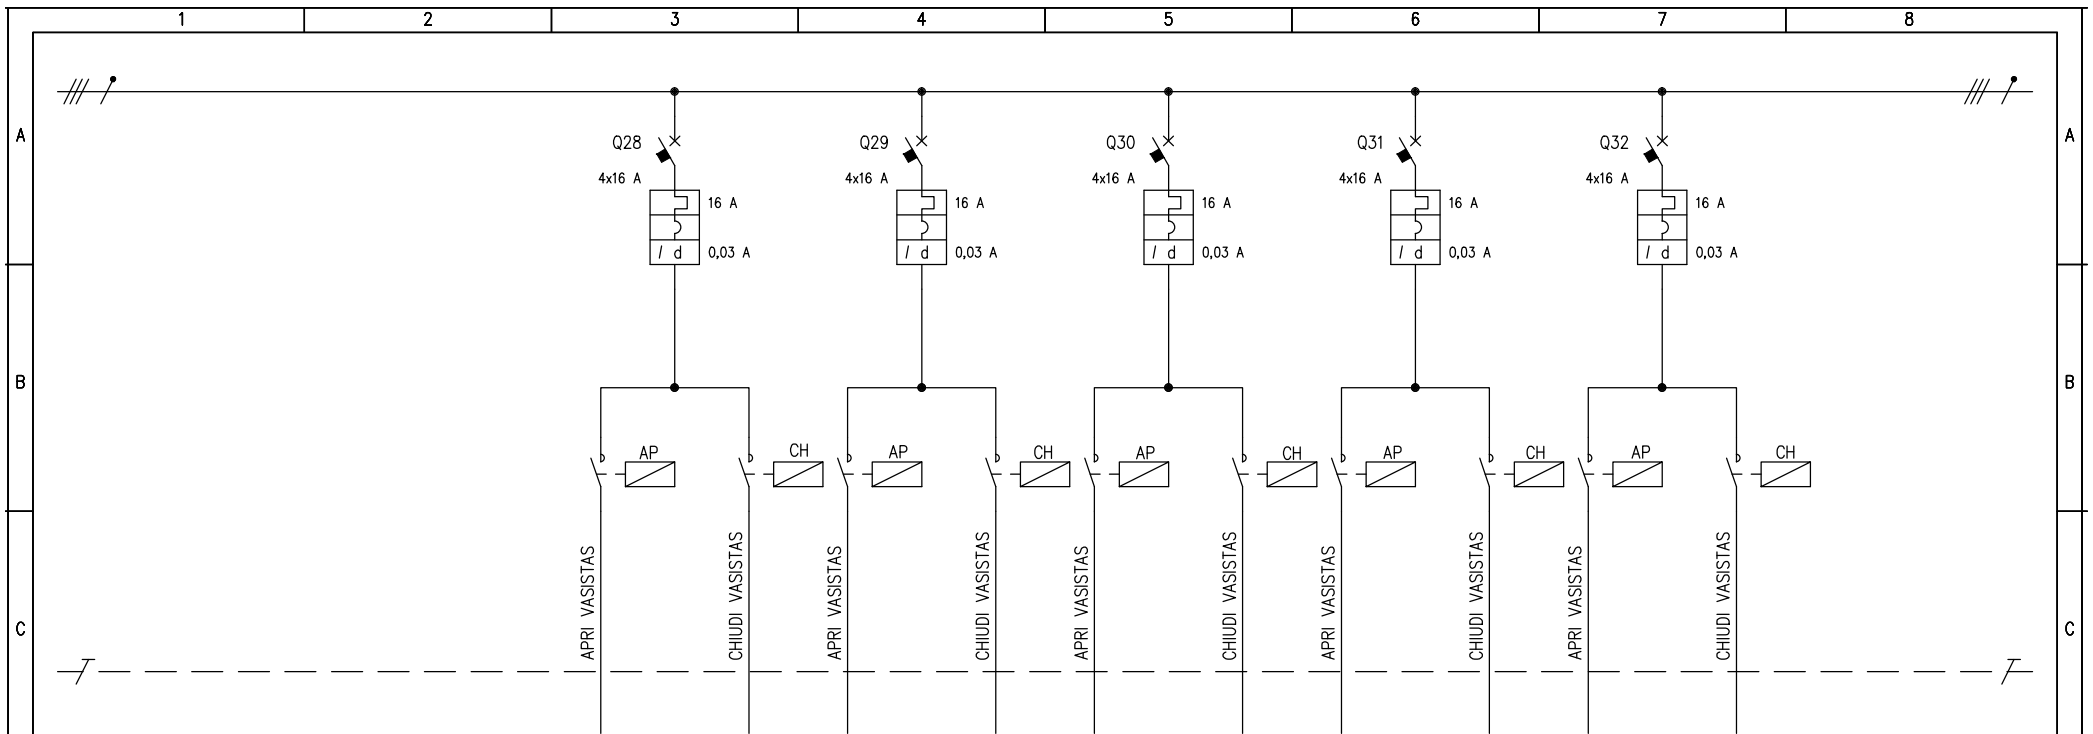 1 2 3 4 5 6 7 8
A A
Q28 Q29 Q30 Q31 Q32
4x16 A 4x16 A 4x16 A 4x16 A 4x16 A
16 A 16 A 16 A 16 A 16 A
I d I d I d I d I d
0,03 A 0,03 A 0,03 A 0,03 A 0,03 A
B B
AP CH AP CH AP CH AP CH AP CH
APRI VASISTAS
CHIUDI VASISTAS
APRI VASISTAS
CHIUDI VASISTAS
APRI VASISTAS
CHIUDI VASISTAS
APRI VASISTAS
CHIUDI VASISTAS
APRI VASISTAS
CHIUDI VASISTAS
C C